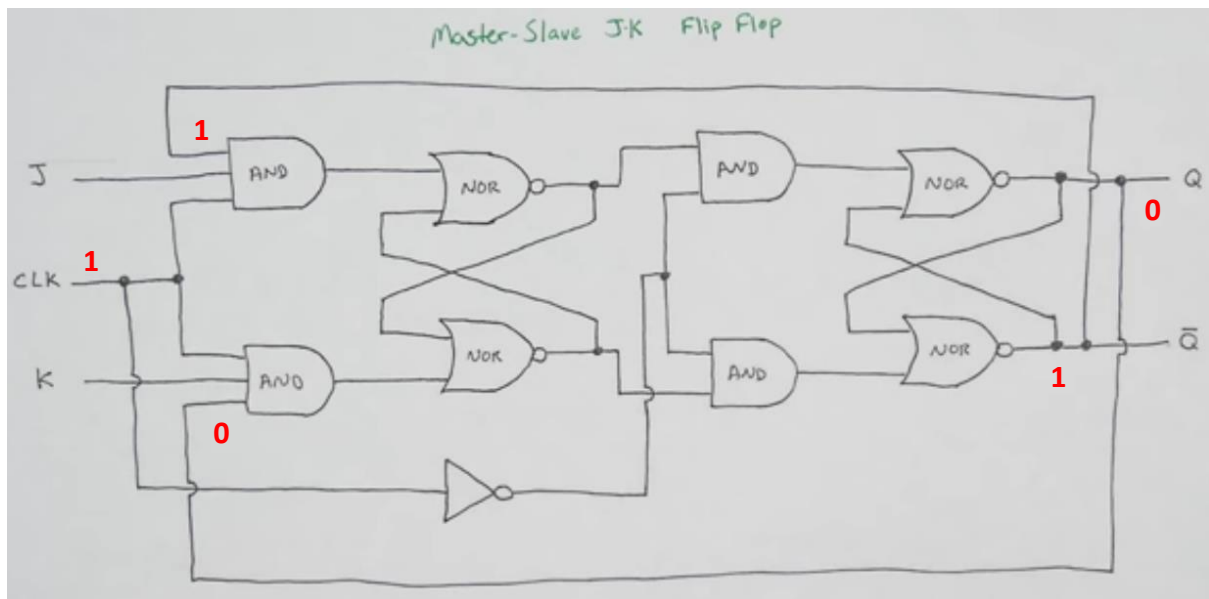 Master-Slave J-K Flip Flop
1
J
AND
NOR
AND
NOR
Q
0
1
CLK
K
AND
NOR
AND
NOR
Q̅
1
0